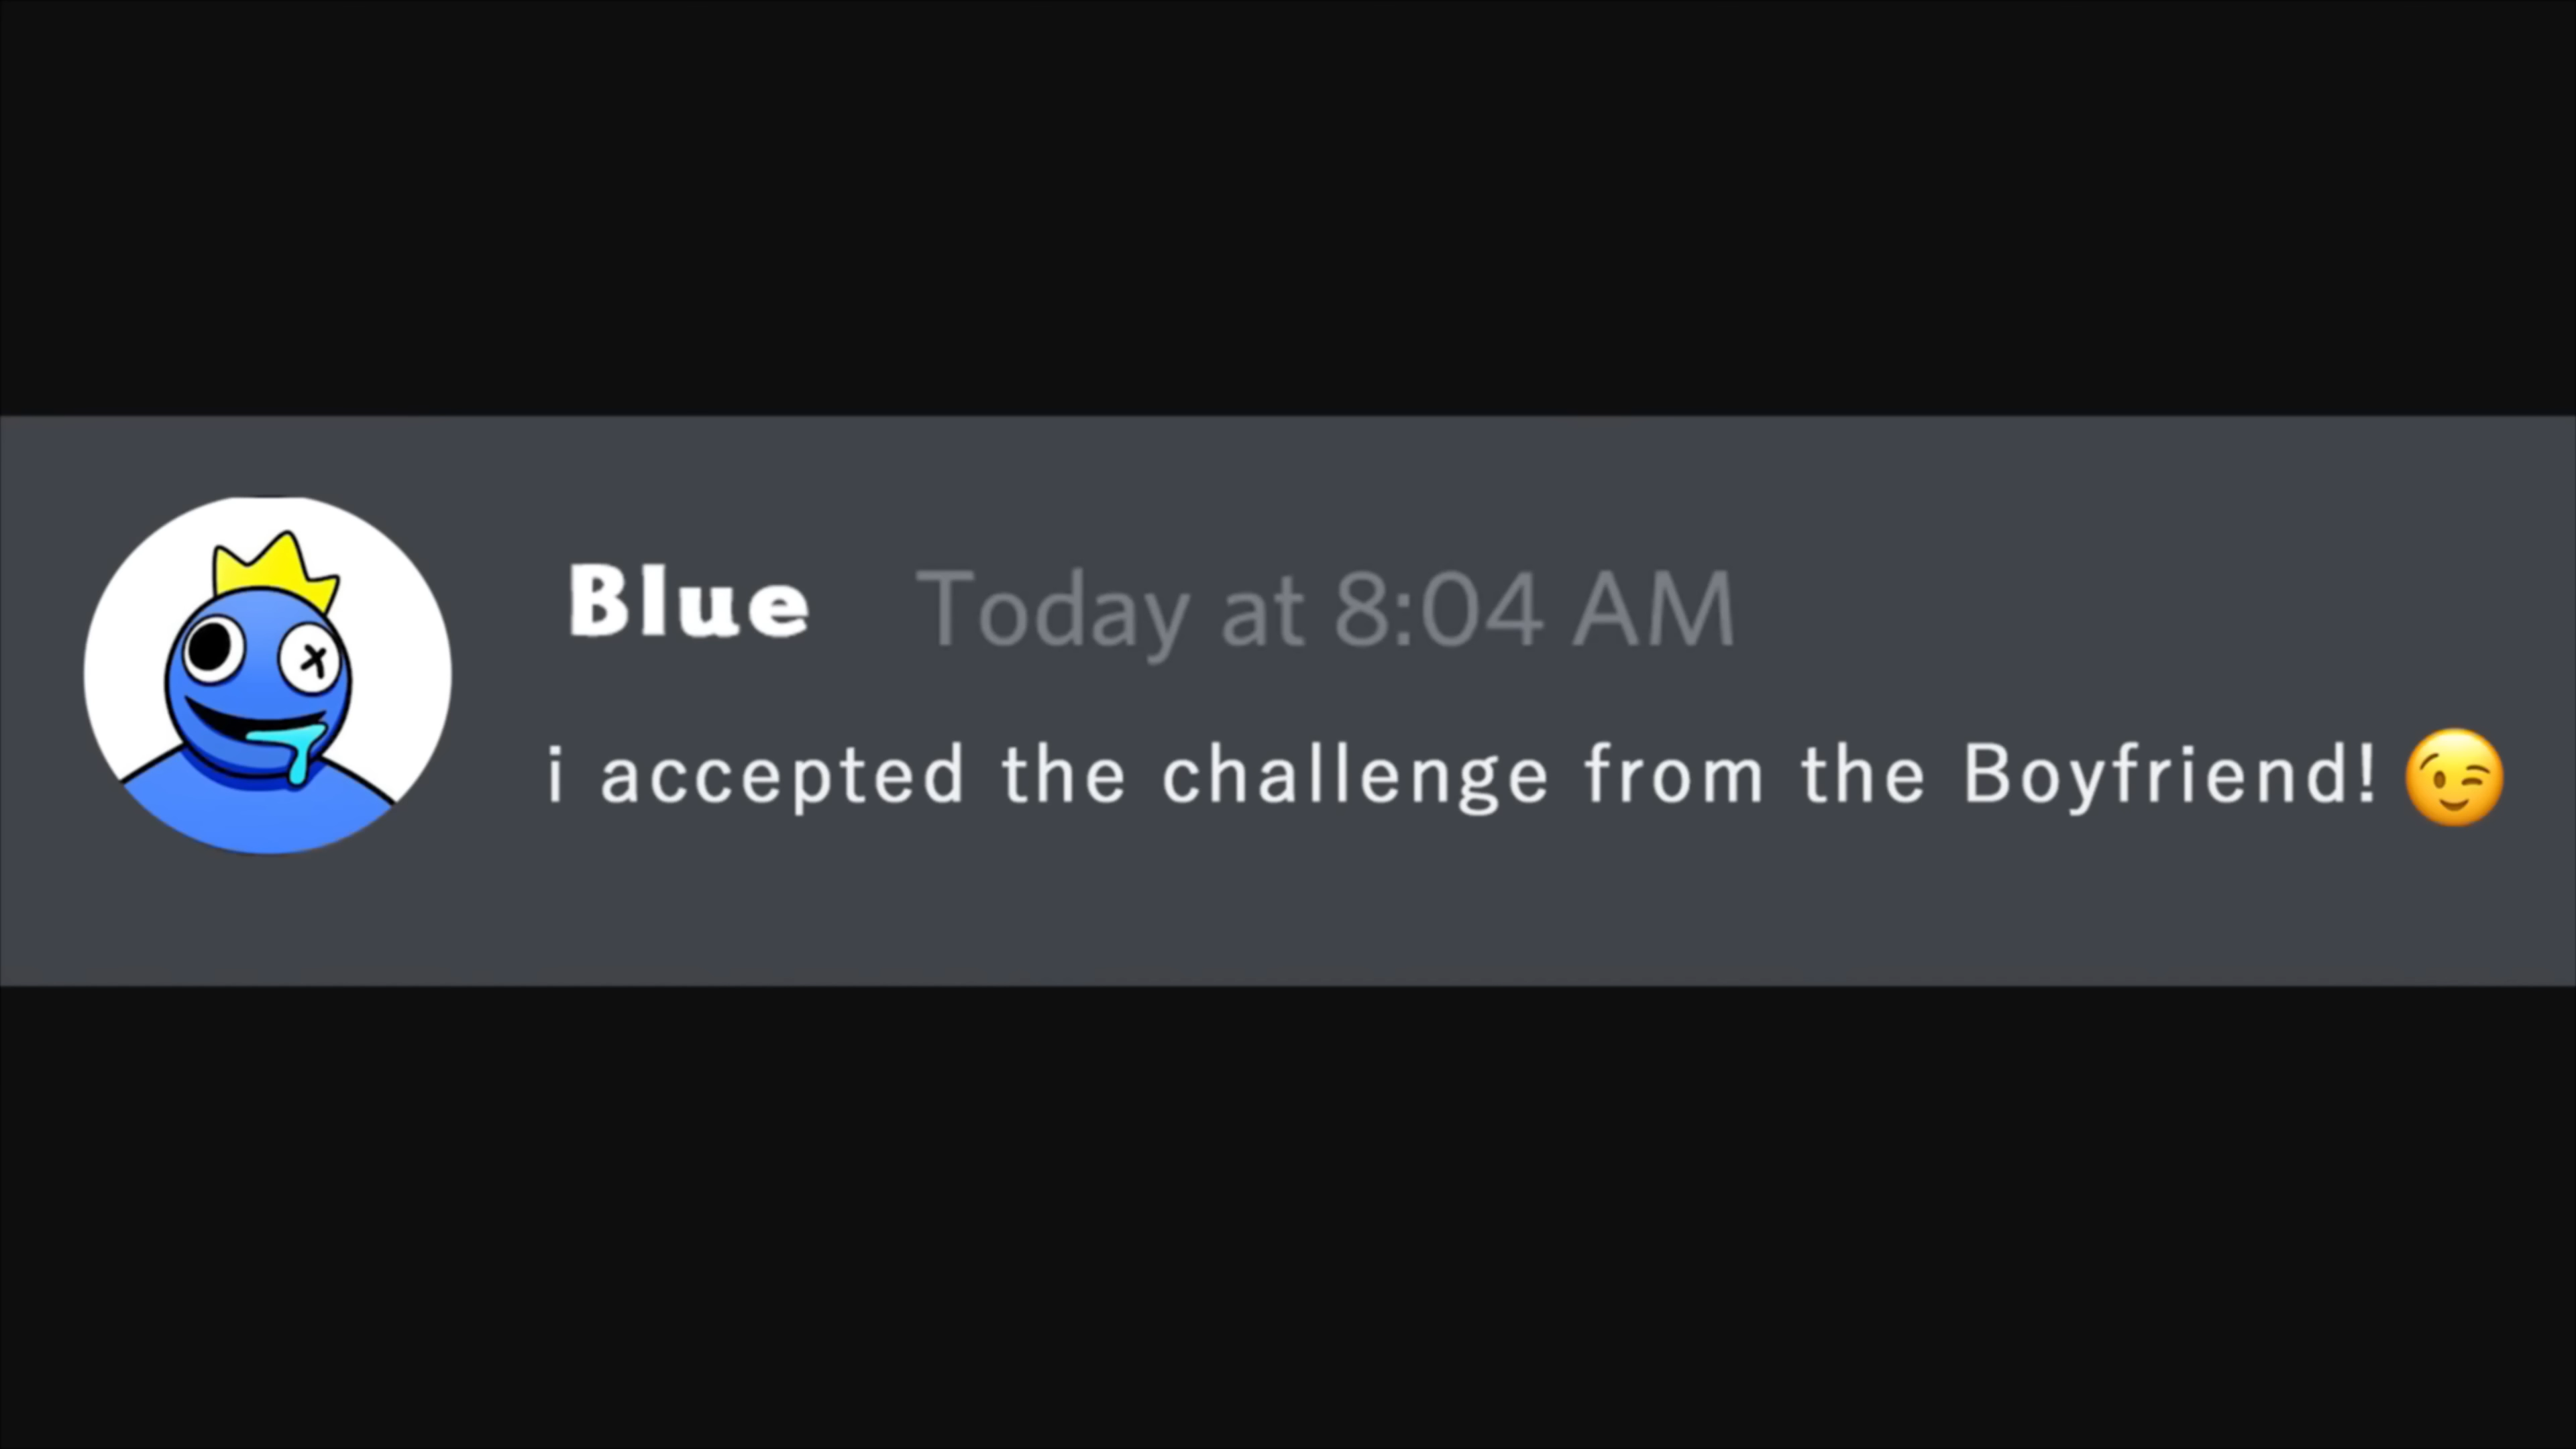 Blue Today at 8:04 AM
i accepted the challenge from the Boyfriend! 😉